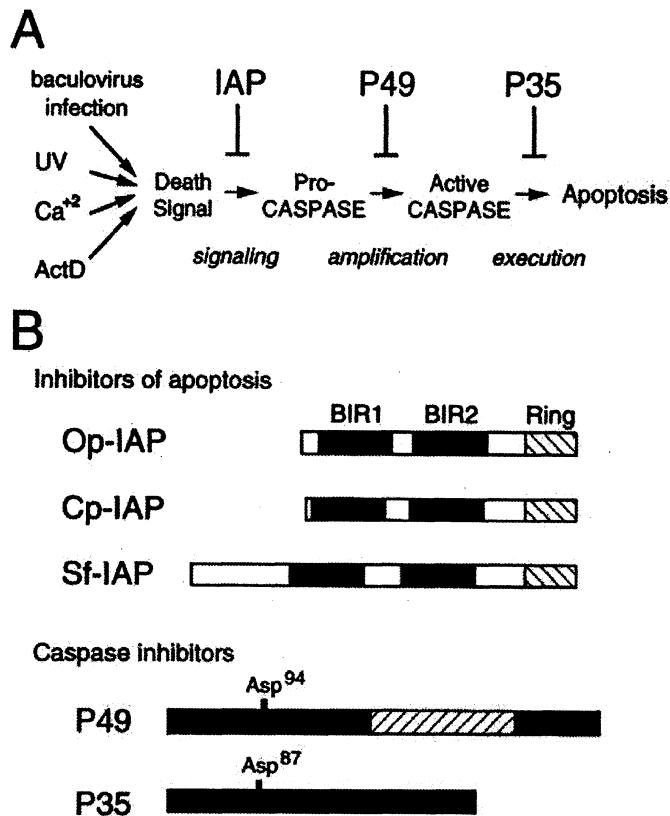 A
baculovirus
infection
IAP
P49
P35
UV
Ca+2
ActD
Death
Signal
Pro-
CASPASE
Active
CASPASE
Apoptosis
signaling
amplification
execution
B
Inhibitors of apoptosis
BIR1 BIR2 Ring
Op-IAP
Cp-IAP
Sf-IAP
Caspase inhibitors
Asp94
P49
Asp87
P35